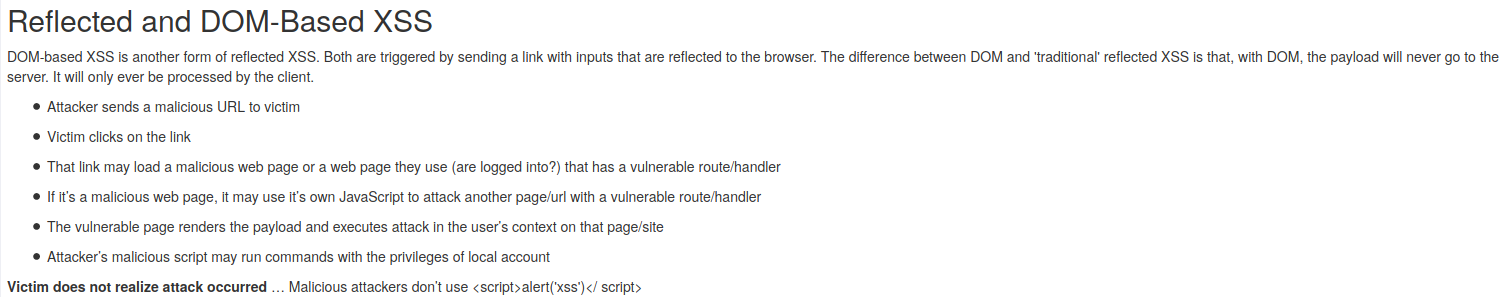 Reflected and DOM-Based XSS
DOM-based XSS is another form of reflected XSS. Both are triggered by sending a link with inputs that are reflected to the browser. The difference between DOM and 'traditional' reflected XSS is that, with DOM, the payload will never go to the
server. It will only ever be processed by the client.
● Attacker sends a malicious URL to victim
● Victim clicks on the link
● That link may load a malicious web page or a web page they use (are logged into?) that has a vulnerable route/handler
● If it’s a malicious web page, it may use it’s own JavaScript to attack another page/url with a vulnerable route/handler
● The vulnerable page renders the payload and executes attack in the user’s context on that page/site
● Attacker’s malicious script may run commands with the privileges of local account
Victim does not realize attack occurred … Malicious attackers don’t use <script>alert('xss')</ script>